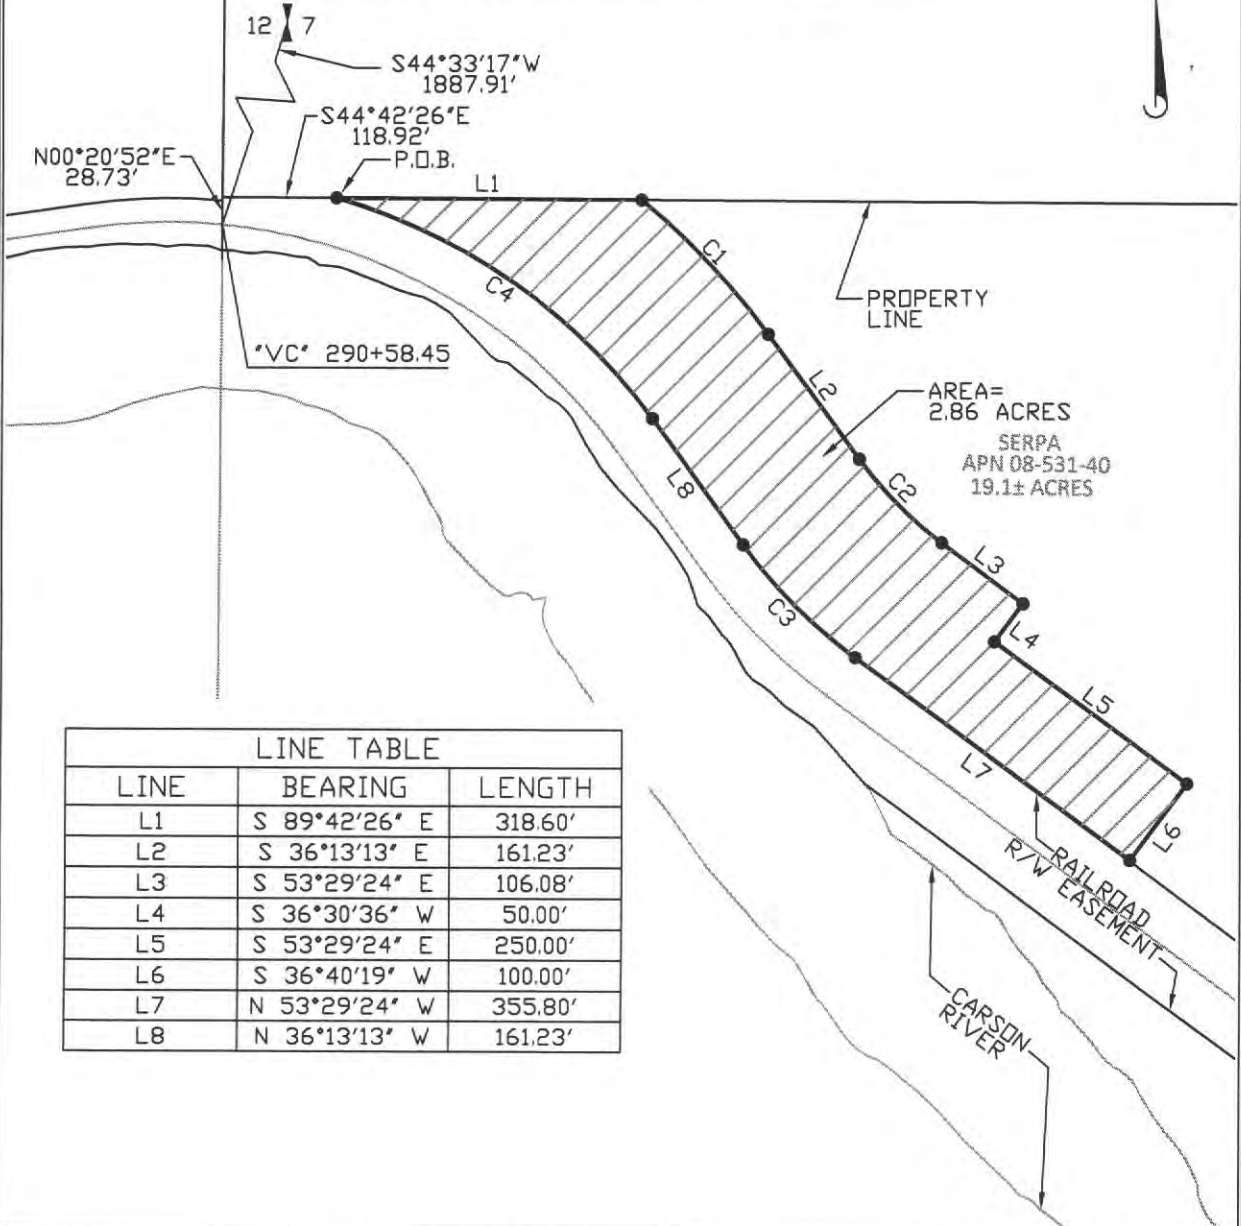 12 7
S44°33'17"W
1887.91'
S44°42'26"E
118.92'
N00°20'52"E
28.73'
P.O.B.
L1
C1
C4
PROPERTY
LINE
"VC" 290+58.45
L2
AREA=
2.86 ACRES
SERPA
APN 08-531-40
19.1± ACRES
C2
L8
L3
C3
L4
L5
L7
L6
RAILROAD
R/W EASEMENT
CARSON
RIVER
LINE TABLE
LINE BEARING LENGTH
L1 S 89°42'26" E 318.60'
L2 S 36°13'13" E 161.23'
L3 S 53°29'24" E 106.08'
L4 S 36°30'36" W 50.00'
L5 S 53°29'24" E 250.00'
L6 S 36°40'19" W 100.00'
L7 N 53°29'24" W 355.80'
L8 N 36°13'13" W 161.23'